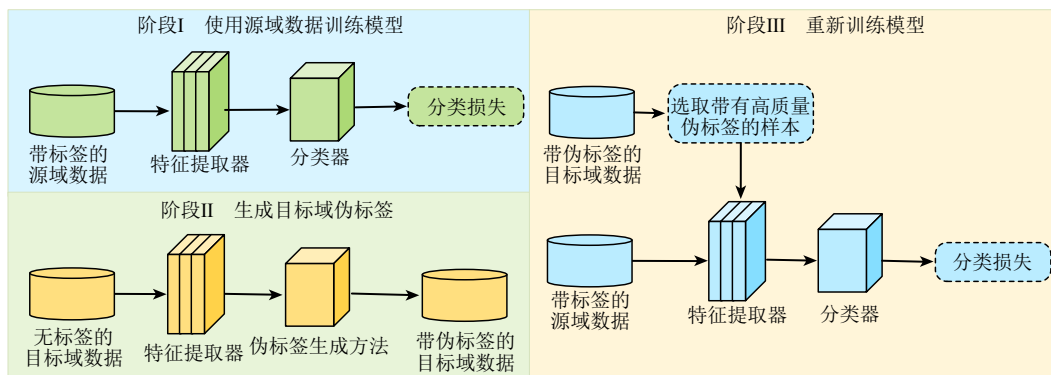 阶段I 使用源域数据训练模型
带标签的
源域数据
特征提取器
分类器
分类损失
阶段II 生成目标域伪标签
无标签的
目标域数据
特征提取器
伪标签生成方法
带伪标签的
目标域数据
阶段III 重新训练模型
带伪标签的
目标域数据
选取带有高质量
伪标签的样本
带标签的
源域数据
特征提取器
分类器
分类损失